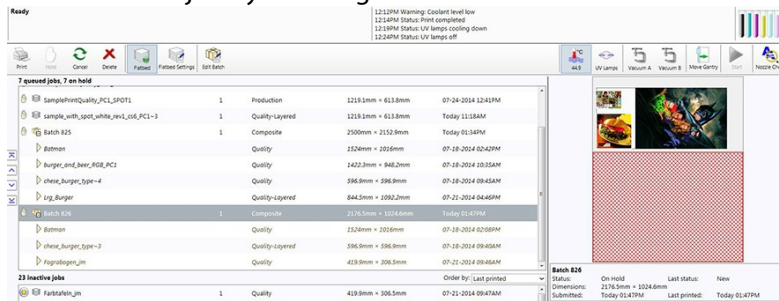 Ready
12:12PM Warning: Coolant level low
12:14PM Status: Print completed
12:19PM Status: UV lamps cooling down
12:24PM Status: UV lamps off
Print Hold Cancel Delete Flatbed Flatbed Settings Edit Batch 44.9 UV Lamps Vacuum A Vacuum B Move Gantry Start Nozzle Ch
7 queued jobs, 7 on hold
SamplePrintQuality_PC1_SPOT1 1 Production 1219.1mm × 613.8mm 07-24-2014 12:41PM
sample_with_spot_white_rev1_cs6_PC1~3 1 Quality-Layered 1219.1mm × 613.8mm Today 11:18AM
Batch 825 1 Composite 2500mm × 2152.9mm Today 01:34PM
Batman Quality 1524mm × 1016mm 07-18-2014 02:42PM
burger_and_beer_RGB_PC1 Quality 1422.3mm × 948.2mm 07-18-2014 10:35AM
chese_burger_type~4 Quality 596.9mm × 596.9mm 07-18-2014 09:45AM
Lrg_Burger Quality-Layered 844.5mm × 1092.2mm 07-21-2014 04:46PM
Batch 826 1 Composite 2176.5mm × 1024.6mm Today 01:47PM
Batman Quality 1524mm × 1016mm 07-18-2014 02:08PM
chese_burger_type~3 Quality-Layered 596.9mm × 596.9mm 07-18-2014 09:40AM
Fograbogen_jm Quality 419.9mm × 306.5mm 07-21-2014 09:46AM
23 inactive jobs Order by: Last printed
Farbtafeln_jm 1 Quality 419.9mm × 306.5mm 07-21-2014 09:47AM
Batch 826
Status: On Hold Last status: New
Dimensions: 2176.5mm × 1024.6mm
Submitted: Today 01:47PM Last printed: Today 01:47PM